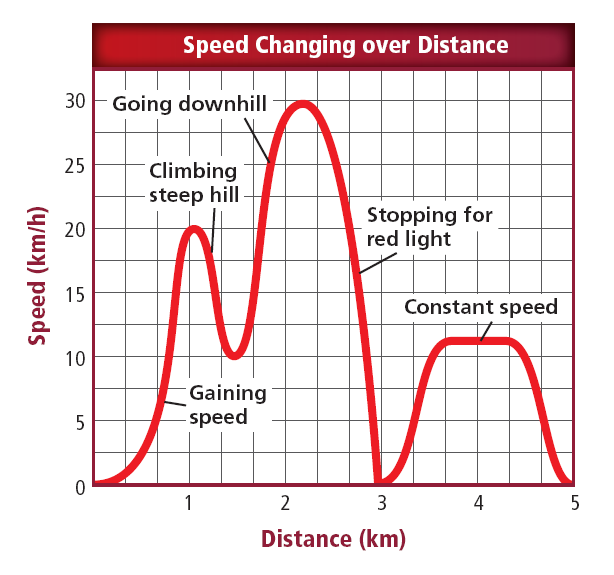 Speed Changing over Distance
30
25
20
15
10
5
0
Speed (km/h)
Going downhill
Climbing
steep hill
Stopping for
red light
Constant speed
Gaining
speed
1
2
3
4
5
Distance (km)